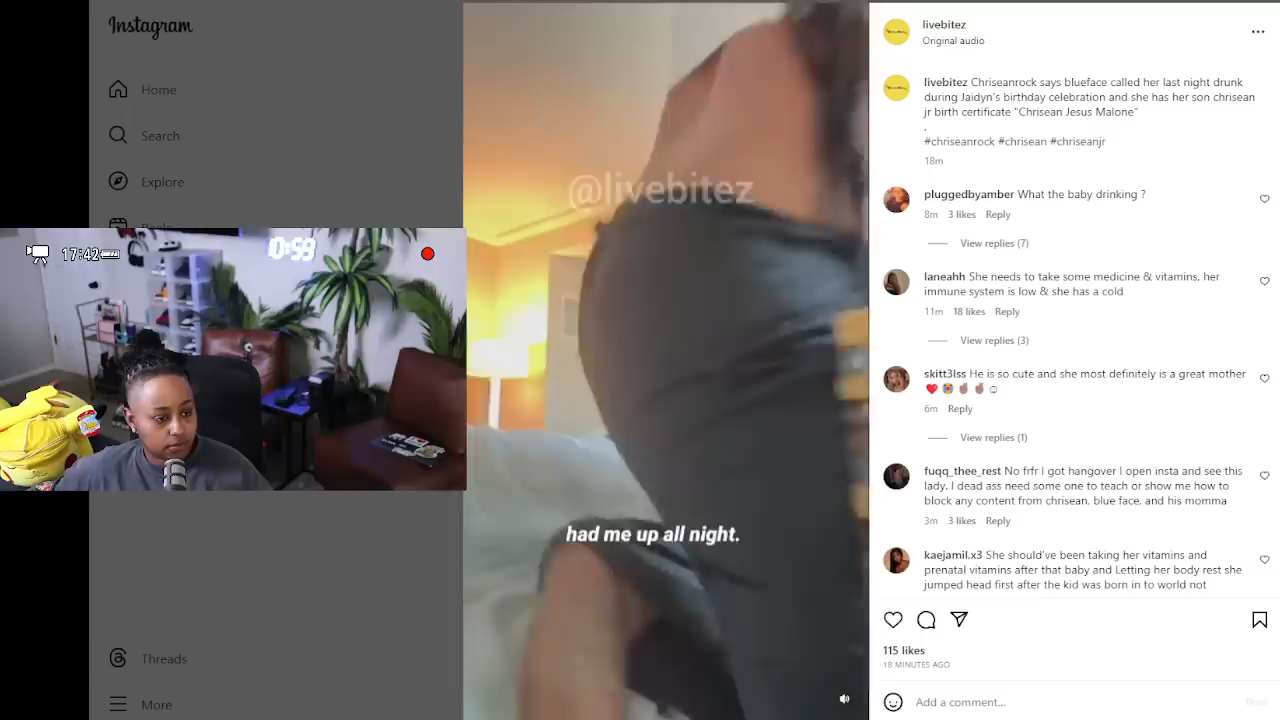 Instagram
Home
Search
Explore
Reels
17:42
0:59
Threads
More
@livebitez
had me up all night.
livebitez
Original audio
livebitez Chriseanrock says blueface called her last night drunk
during Jaidyn's birthday celebration and she has her son chrisean
jr birth certificate "Chrisean Jesus Malone"
.
#chriseanrock #chrisean #chriseanjr
18m
pluggedbyamber What the baby drinking ?
8m 3 likes Reply
View replies (7)
laneahh She needs to take some medicine & vitamins, her
immune system is low & she has a cold
11m 18 likes Reply
View replies (3)
skitt3lss He is so cute and she most definitely is a great mother
6m Reply
View replies (1)
fuqq_thee_rest No frfr I got hangover I open insta and see this
lady. I dead ass need some one to teach or show me how to
block any content from chrisean, blue face, and his momma
3m 3 likes Reply
kaejamil.x3 She should've been taking her vitamins and
prenatal vitamins after that baby and Letting her body rest she
jumped head first after the kid was born in to world not
115 likes
18 MINUTES AGO
Add a comment...
Post